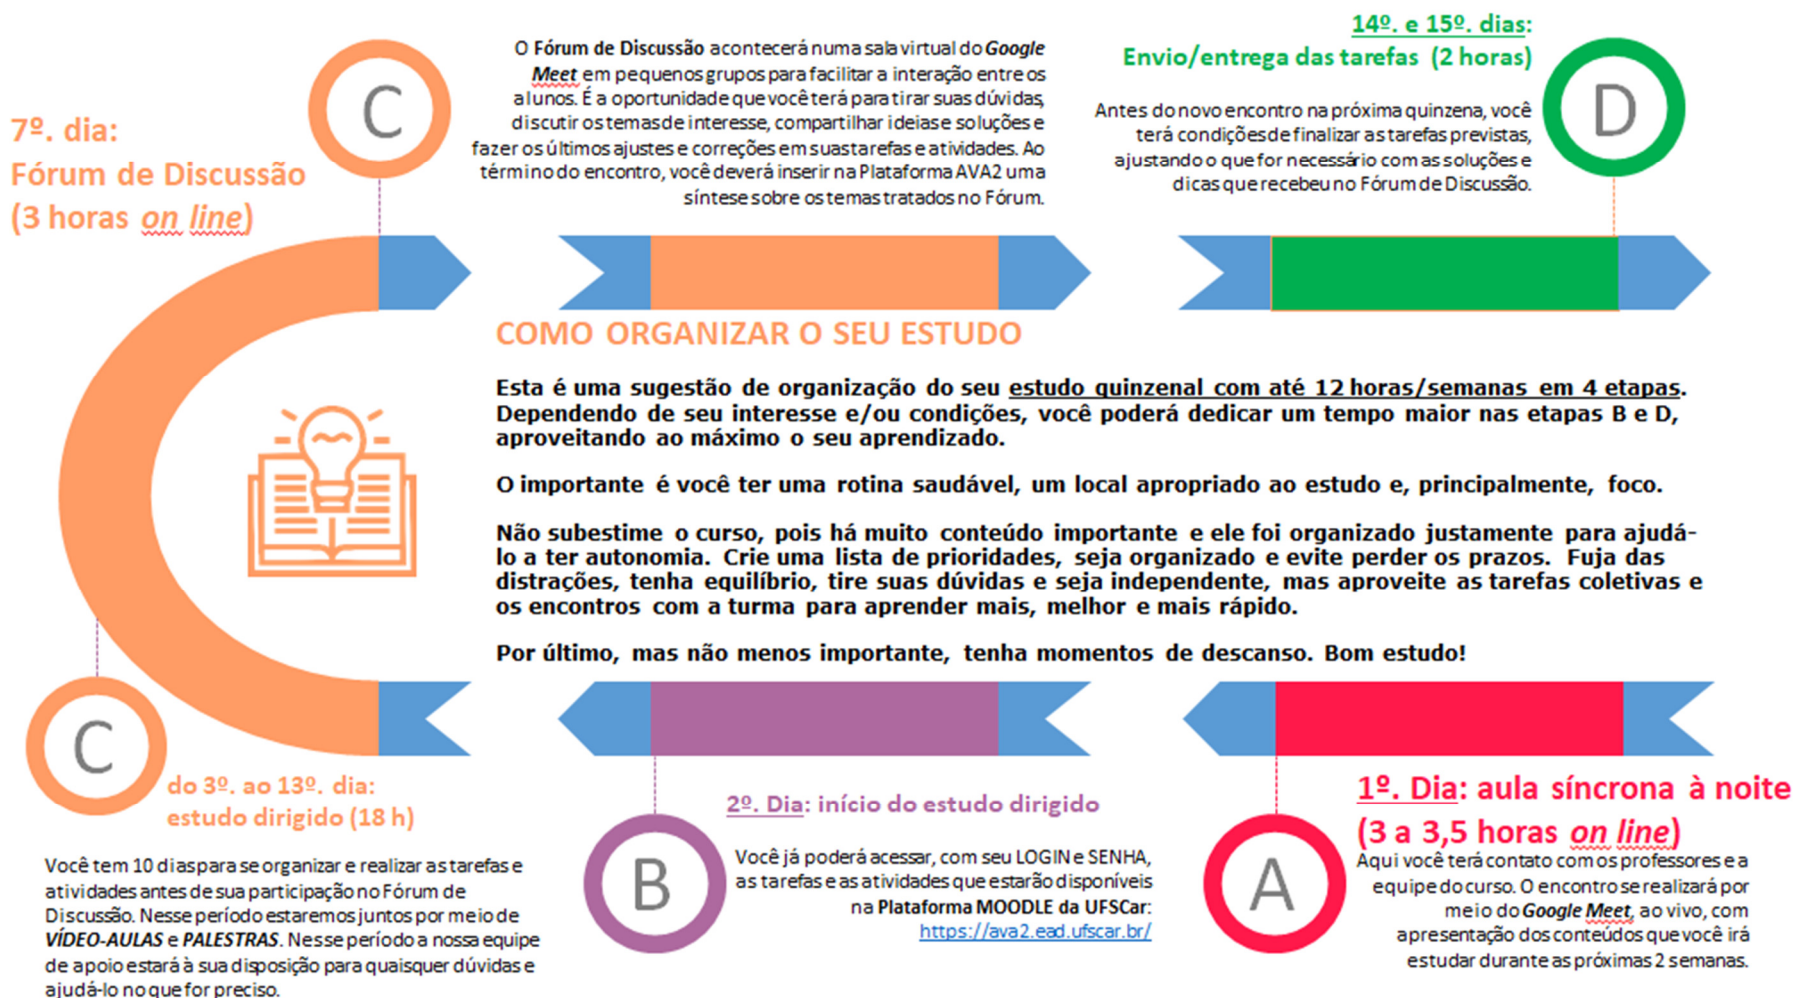 7º. dia:
Fórum de Discussão
(3 horas on line)
C
O Fórum de Discussão acontecerá numa sala virtual do Google
Meet em pequenos grupos para facilitar a interação entre os
alunos. É a oportunidade que você terá para tirar suas dúvidas,
discutir os temas de interesse, compartilhar ideias e soluções e
fazer os últimos ajustes e correções em suas tarefas e atividades. Ao
término do encontro, você deverá inserir na Plataforma AVA2 uma
síntese sobre os temas tratados no Fórum.
14º. e 15º. dias:
Envio/entrega das tarefas (2 horas)
Antes do novo encontro na próxima quinzena, você
terá condições de finalizar as tarefas previstas,
ajustando o que for necessário com as soluções e
dicas que recebeu no Fórum de Discussão.
D
COMO ORGANIZAR O SEU ESTUDO
Esta é uma sugestão de organização do seu estudo quinzenal com até 12 horas/semanas em 4 etapas.
Dependendo de seu interesse e/ou condições, você poderá dedicar um tempo maior nas etapas B e D,
aproveitando ao máximo o seu aprendizado.
O importante é você ter uma rotina saudável, um local apropriado ao estudo e, principalmente, foco.
Não subestime o curso, pois há muito conteúdo importante e ele foi organizado justamente para ajudá-
lo a ter autonomia. Crie uma lista de prioridades, seja organizado e evite perder os prazos. Fuja das
distrações, tenha equilíbrio, tire suas dúvidas e seja independente, mas aproveite as tarefas coletivas e
os encontros com a turma para aprender mais, melhor e mais rápido.
Por último, mas não menos importante, tenha momentos de descanso. Bom estudo!
C
do 3º. ao 13º. dia:
estudo dirigido (18 h)
Você tem 10 dias para se organizar e realizar as tarefas e
atividades antes de sua participação no Fórum de
Discussão. Nesse período estaremos juntos por meio de
VÍDEO-AULAS e PALESTRAS. Nesse período a nossa equipe
de apoio estará à sua disposição para quaisquer dúvidas e
ajudá-lo no que for preciso.
B
2º. Dia: início do estudo dirigido
Você já poderá acessar, com seu LOGIN e SENHA,
as tarefas e as atividades que estarão disponíveis
na Plataforma MOODLE da UFSCar:
https://ava2.ead.ufscar.br/
A
1º. Dia: aula síncrona à noite
(3 a 3,5 horas on line)
Aqui você terá contato com os professores e a
equipe do curso. O encontro se realizará por
meio do Google Meet, ao vivo, com
apresentação dos conteúdos que você irá
estudar durante as próximas 2 semanas.